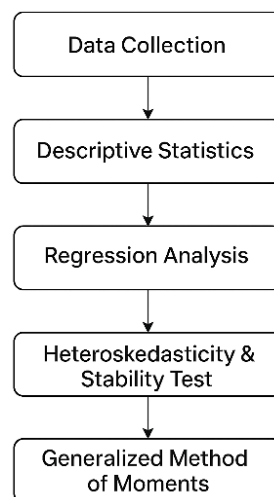 Data Collection
Descriptive Statistics
Regression Analysis
Heteroskedasticity &
Stability Test
Generalized Method
of Moments